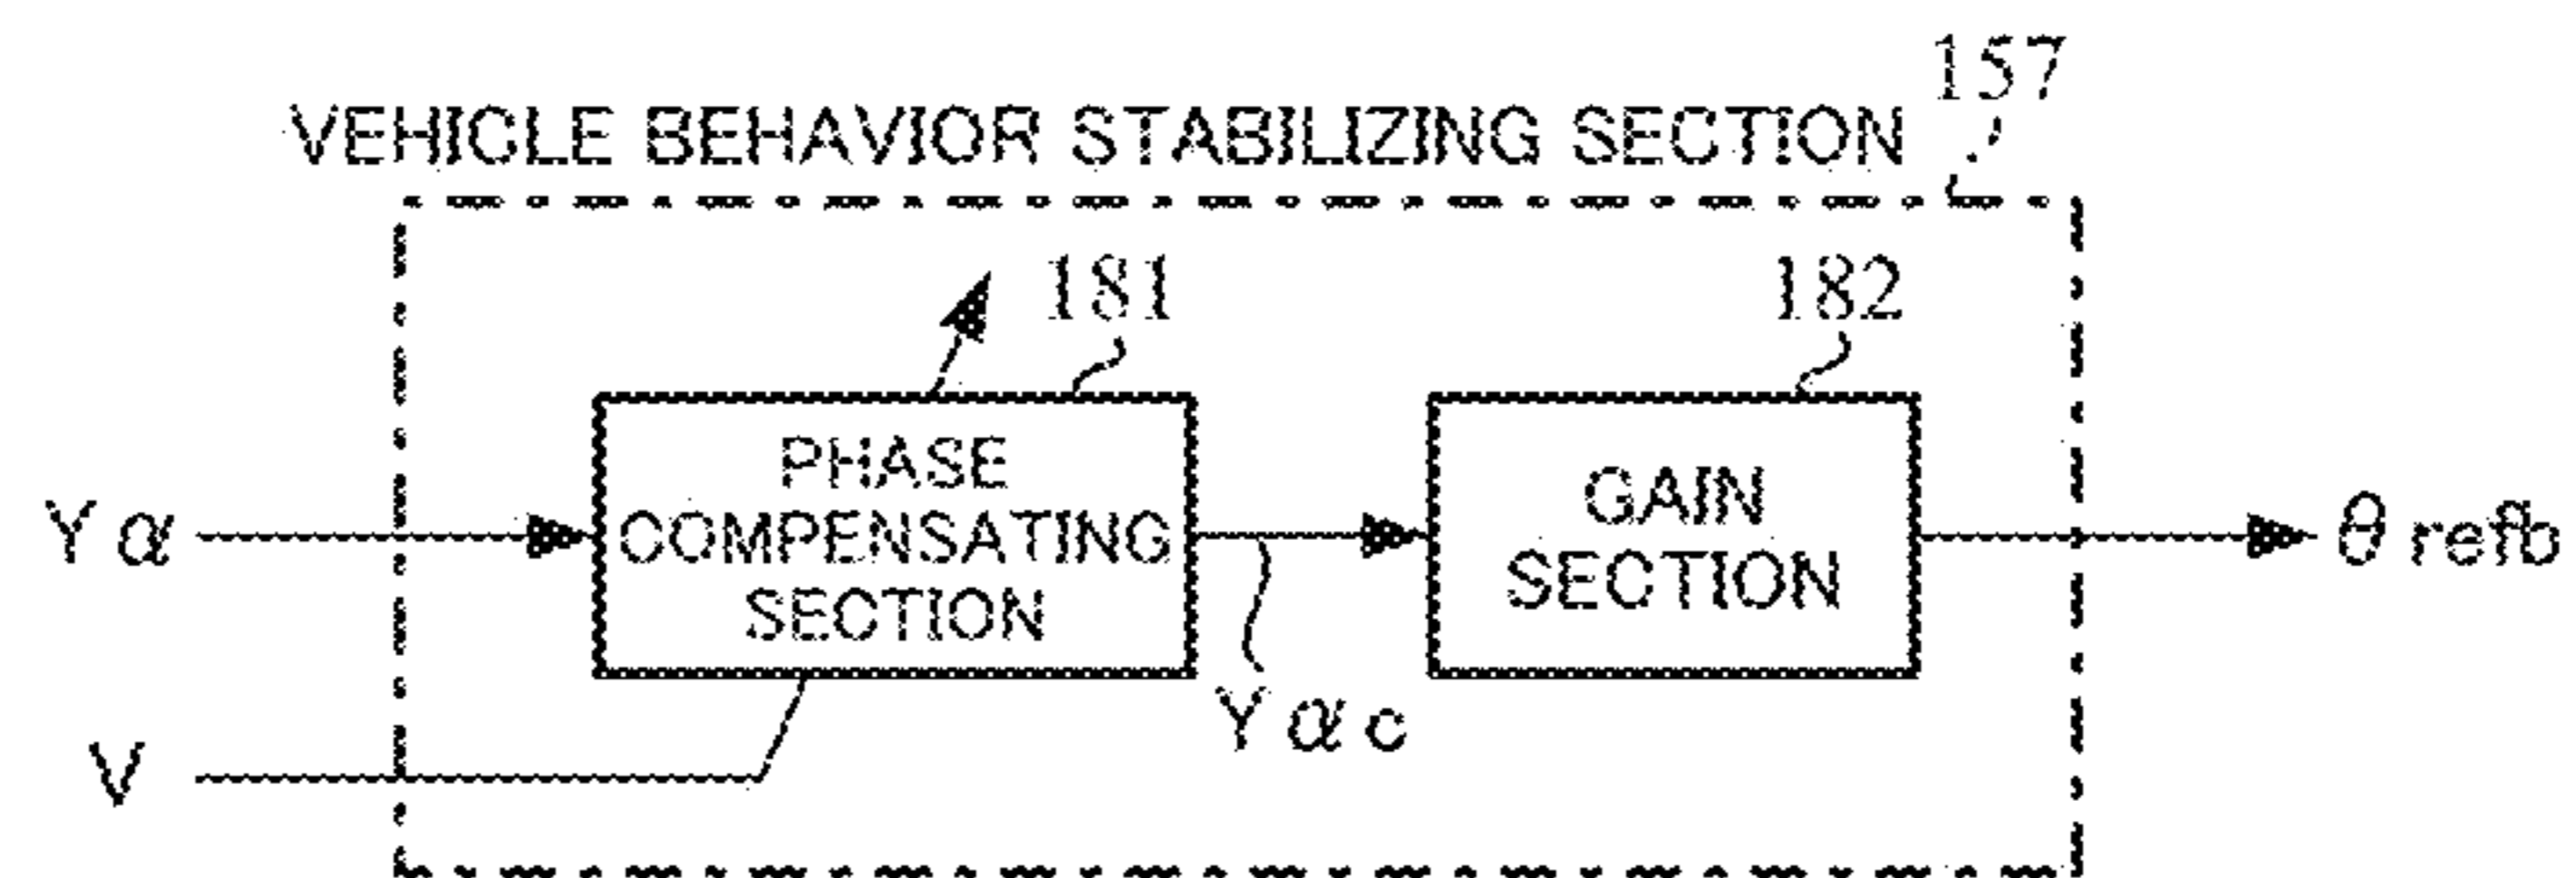 157
VEHICLE BEHAVIOR STABILIZING SECTION
181
182
PHASE
COMPENSATING
SECTION
GAIN
SECTION
Yα
θrefb
Yαc
V